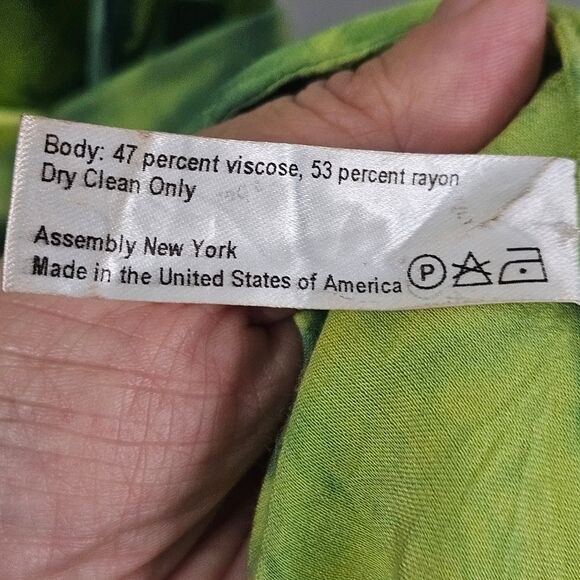 Body: 47 percent viscose, 53 percent rayon
Dry Clean Only
Assembly New York
Made in the United States of America
P